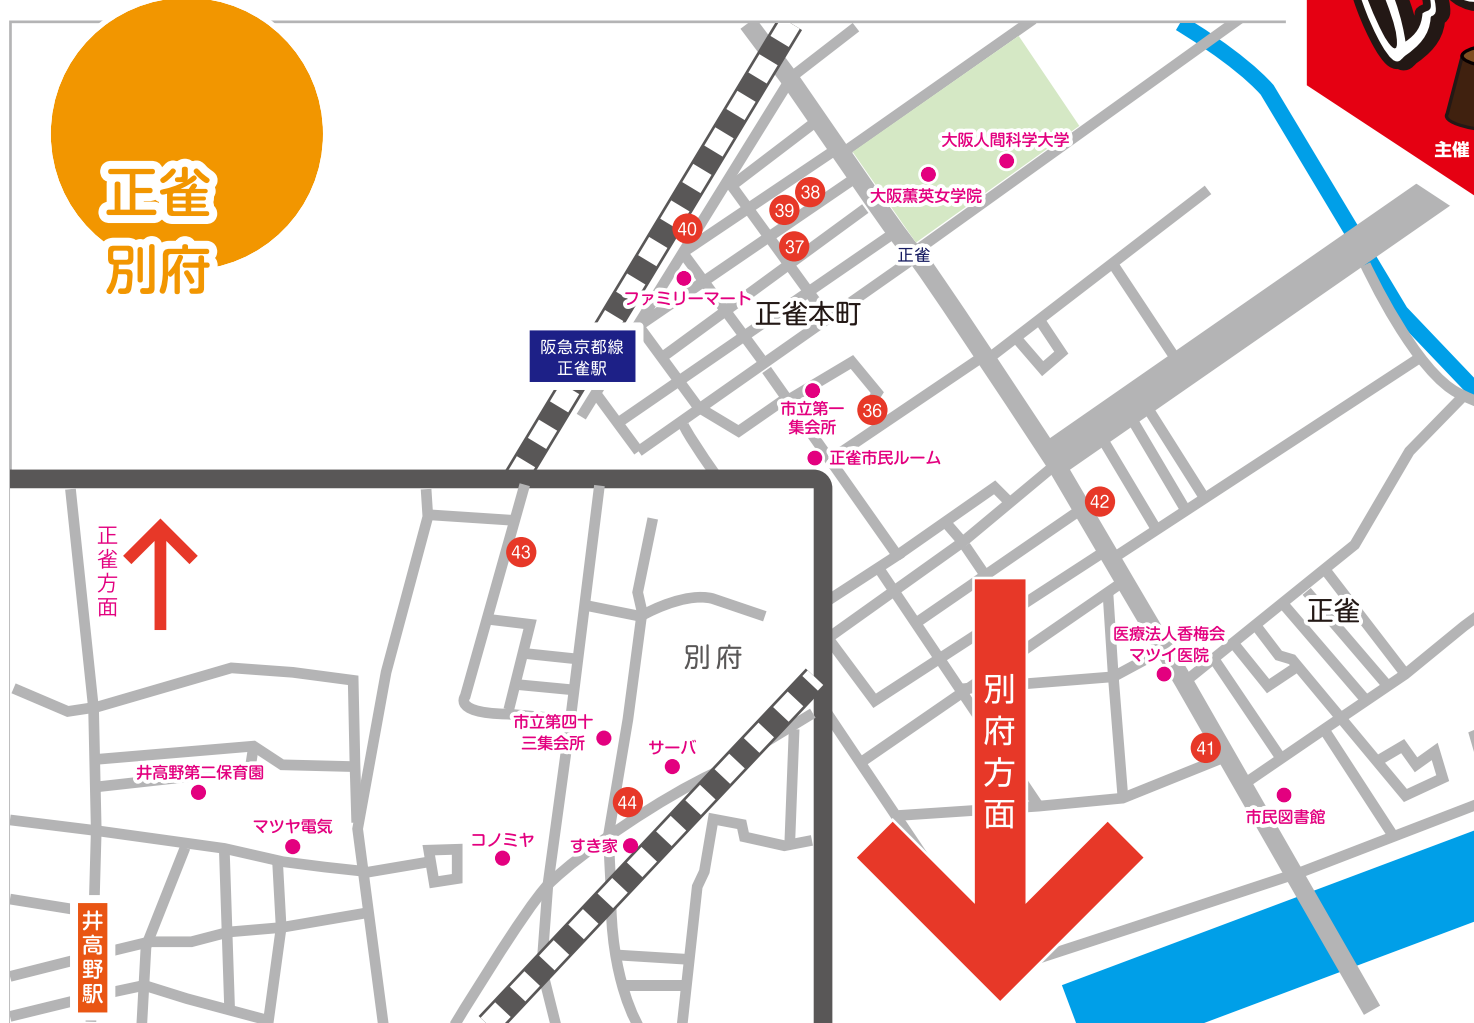 正雀
別府
主催
大阪人間科学大学
大阪薫英女学院
38
39
40
37
正雀
ファミリーマート
正雀本町
阪急京都線
正雀駅
市立第一
集会所
36
正雀市民ルーム
42
正雀方面
43
別府
正雀
医療法人香梅会
マツイ医院
別府方面
市立第四十
三集会所
サーバ
41
井高野第二保育園
44
市民図書館
マツヤ電気
コノミヤ
すき家
井高野駅